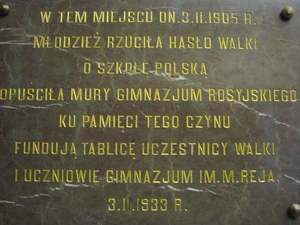 W TEM MIEJSCU DN. 3.II.1905 R.
MŁODZIEŻ RZUCIŁA HASŁO WALKI
O SZKOŁĘ POLSKĄ
OPUSCIŁA MURY GIMNAZJUM ROSYJSKIEGO
KU PAMIĘCI TEGO CZYNU
FUNDUJĄ TABLICĘ UCZESTNICY WALKI
I UCZNIOWIE GIMNAZJUM IM. M. REJA.
3.II.1933 R.